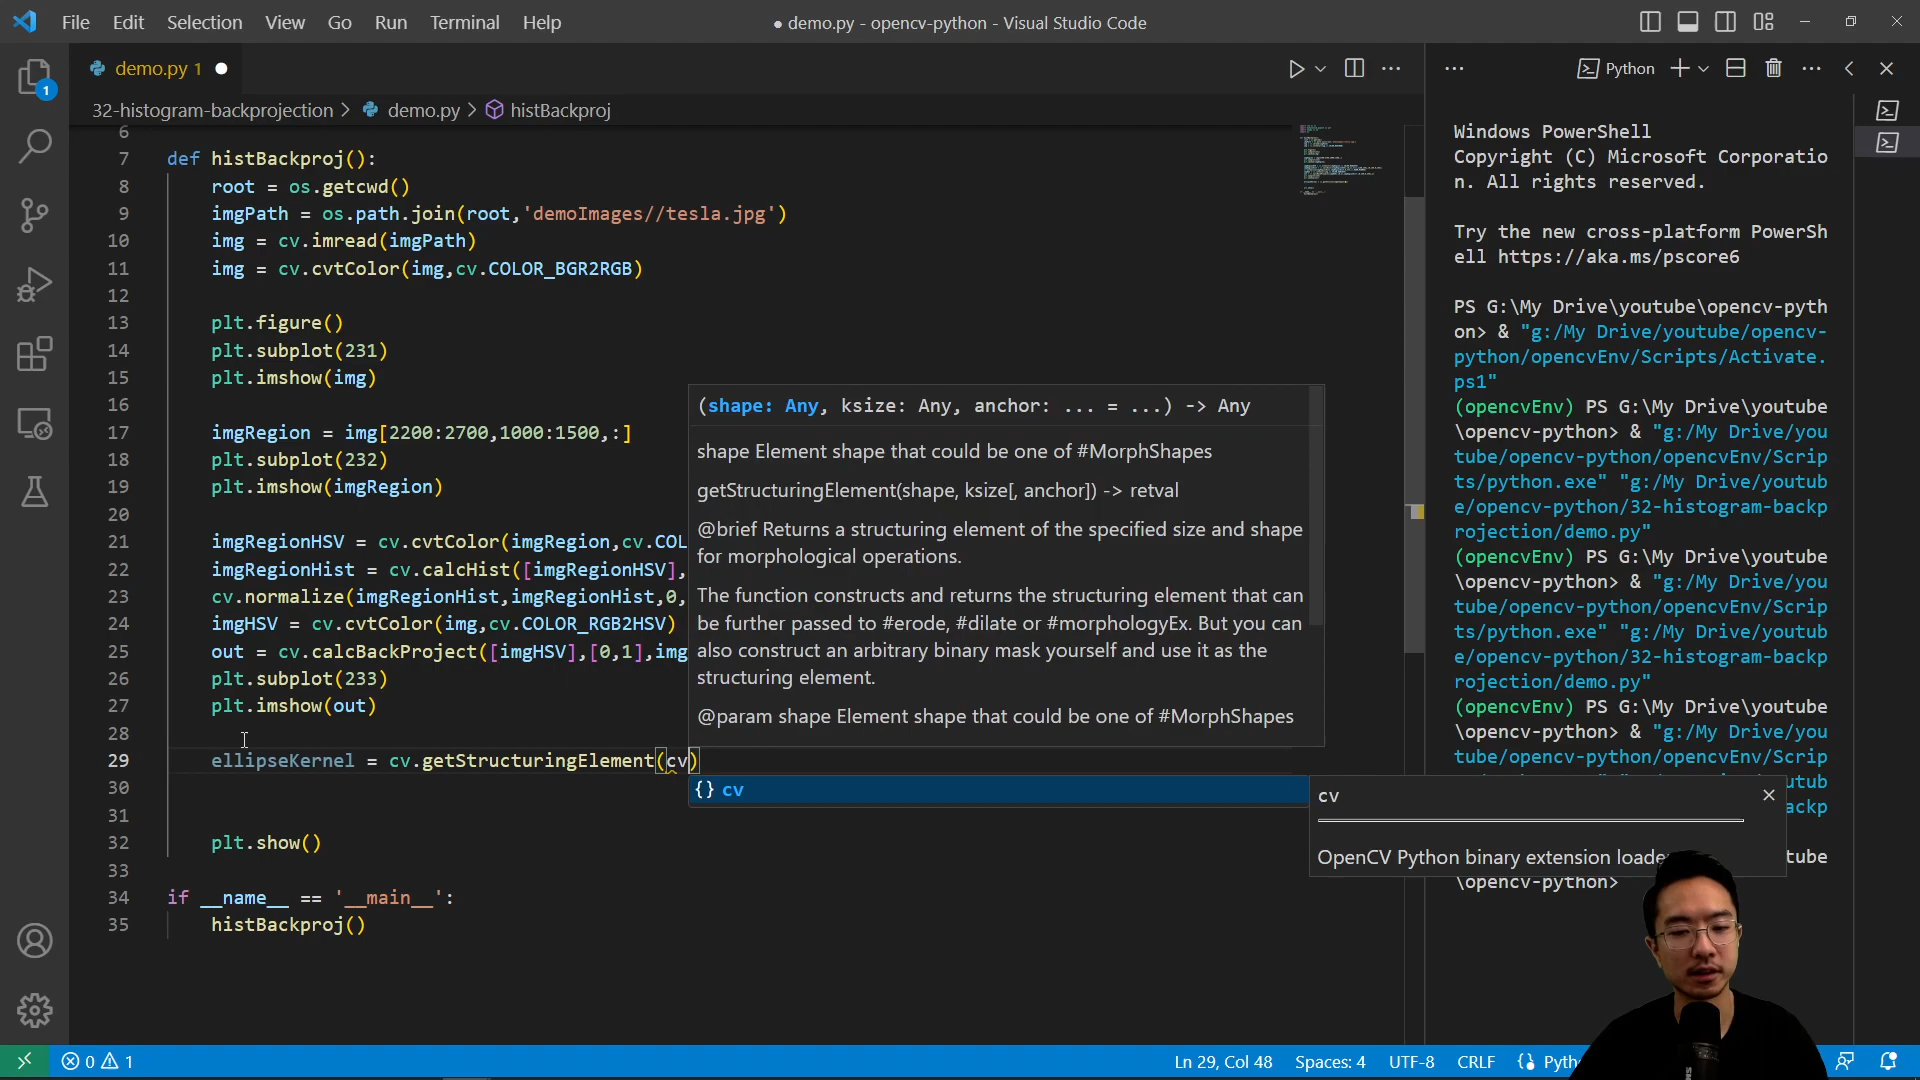 File Edit Selection View Go Run Terminal Help
● demo.py - opencv-python - Visual Studio Code
demo.py 1 ●
Python
32-histogram-backprojection > demo.py > histBackproj
6
7 def histBackproj():
8 root = os.getcwd()
9 imgPath = os.path.join(root,'demoImages//tesla.jpg')
10 img = cv.imread(imgPath)
11 img = cv.cvtColor(img,cv.COLOR_BGR2RGB)
12
13 plt.figure()
14 plt.subplot(231)
15 plt.imshow(img)
16
17 imgRegion = img[2200:2700,1000:1500,:]
18 plt.subplot(232)
19 plt.imshow(imgRegion)
20
21 imgRegionHSV = cv.cvtColor(imgRegion,cv.COL
22 imgRegionHist = cv.calcHist([imgRegionHSV],
23 cv.normalize(imgRegionHist,imgRegionHist,0,
24 imgHSV = cv.cvtColor(img,cv.COLOR_RGB2HSV)
25 out = cv.calcBackProject([imgHSV],[0,1],img
26 plt.subplot(233)
27 plt.imshow(out)
28
29 ellipseKernel = cv.getStructuringElement(cv)
30
31
32 plt.show()
33
34 if __name__ == '__main__':
35 histBackproj()
(shape: Any, ksize: Any, anchor: ... = ...) -> Any
shape Element shape that could be one of #MorphShapes
getStructuringElement(shape, ksize[, anchor]) -> retval
@brief Returns a structuring element of the specified size and shape
for morphological operations.
The function constructs and returns the structuring element that can
be further passed to #erode, #dilate or #morphologyEx. But you can
also construct an arbitrary binary mask yourself and use it as the
structuring element.
@param shape Element shape that could be one of #MorphShapes
{} cv
cv
OpenCV Python binary extension loade
Windows PowerShell
Copyright (C) Microsoft Corporatio
n. All rights reserved.
Try the new cross-platform PowerSh
ell https://aka.ms/pscore6
PS G:\My Drive\youtube\opencv-pyth
on> & "g:/My Drive/youtube/opencv-
python/opencvEnv/Scripts/Activate.
ps1"
(opencvEnv) PS G:\My Drive\youtube
\opencv-python> & "g:/My Drive/you
tube/opencv-python/opencvEnv/Scrip
ts/python.exe" "g:/My Drive/youtub
e/opencv-python/32-histogram-backp
rojection/demo.py"
(opencvEnv) PS G:\My Drive\youtube
\opencv-python> & "g:/My Drive/you
tube/opencv-python/opencvEnv/Scrip
ts/python.exe" "g:/My Drive/youtub
e/opencv-python/32-histogram-backp
rojection/demo.py"
(opencvEnv) PS G:\My Drive\youtube
\opencv-python> & "g:/My Drive/you
tube/opencv-python/opencvEnv/Scrip
utub
ackp
tube
\opencv-python>
1
0 1
Ln 29, Col 48 Spaces: 4 UTF-8 CRLF Pyth